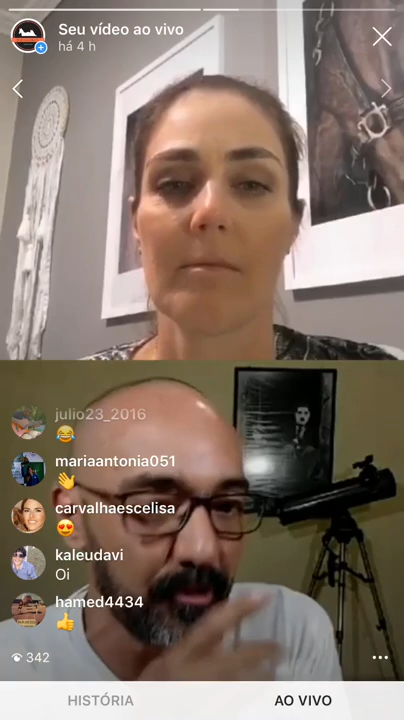 Seu vídeo ao vivo
há 4 h
julio23_2016
😂
mariaantonia051
👋
carvalhaescelisa
😍
kaleudavi
Oi
hamed4434
👍
342
HISTÓRIA
AO VIVO